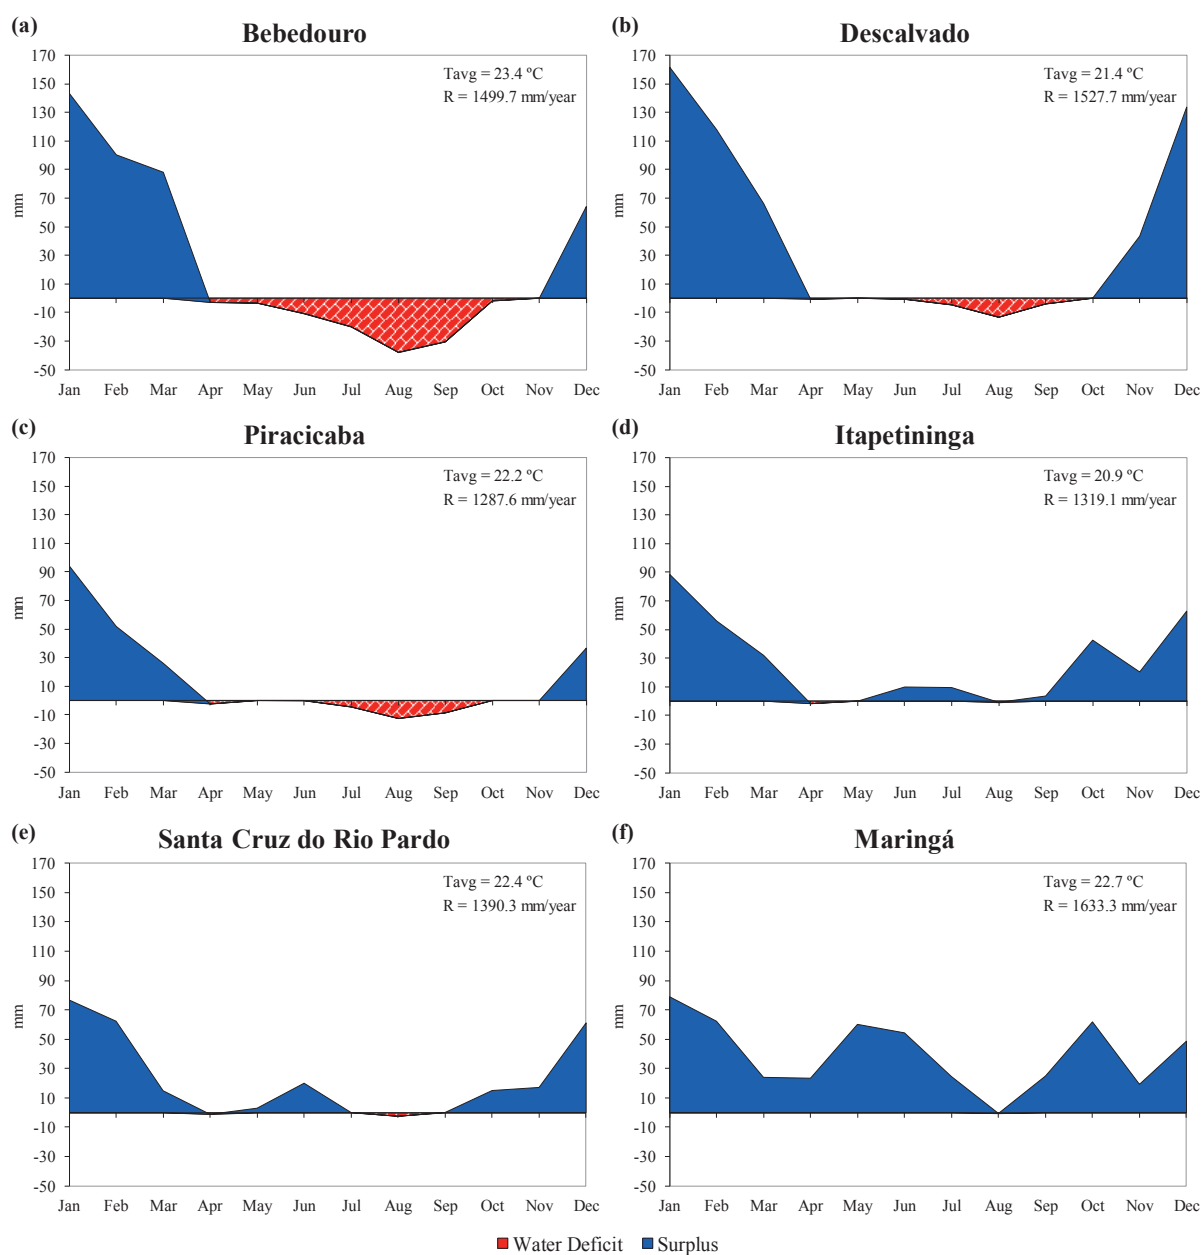 (a)
Bebedouro
170
150
130
110
90
70
50
30
10
-10
-30
-50
mm
Tavg = 23.4 ºC
R = 1499.7 mm/year
Jan Feb Mar Apr May Jun Jul Aug Sep Oct Nov Dec
(b)
Descalvado
170
150
130
110
90
70
50
30
10
-10
-30
-50
mm
Tavg = 21.4 ºC
R = 1527.7 mm/year
Jan Feb Mar Apr May Jun Jul Aug Sep Oct Nov Dec
(c)
Piracicaba
170
150
130
110
90
70
50
30
10
-10
-30
-50
mm
Tavg = 22.2 ºC
R = 1287.6 mm/year
Jan Feb Mar Apr May Jun Jul Aug Sep Oct Nov Dec
(d)
Itapetininga
170
150
130
110
90
70
50
30
10
-10
-30
-50
mm
Tavg = 20.9 ºC
R = 1319.1 mm/year
Jan Feb Mar Apr May Jun Jul Aug Sep Oct Nov Dec
(e)
Santa Cruz do Rio Pardo
170
150
130
110
90
70
50
30
10
-10
-30
-50
mm
Tavg = 22.4 ºC
R = 1390.3 mm/year
Jan Feb Mar Apr May Jun Jul Aug Sep Oct Nov Dec
(f)
Maringá
170
150
130
110
90
70
50
30
10
-10
-30
-50
mm
Tavg = 22.7 ºC
R = 1633.3 mm/year
Jan Feb Mar Apr May Jun Jul Aug Sep Oct Nov Dec
Water Deficit Surplus